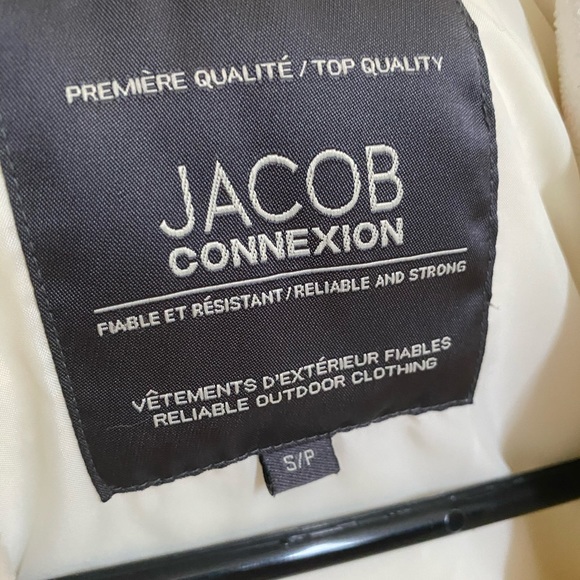 PREMIÈRE QUALITÉ / TOP QUALITY
JACOB
CONNEXION
FIABLE ET RÉSISTANT / RELIABLE AND STRONG
VÊTEMENTS D'EXTÉRIEUR FIABLES
RELIABLE OUTDOOR CLOTHING
S/P